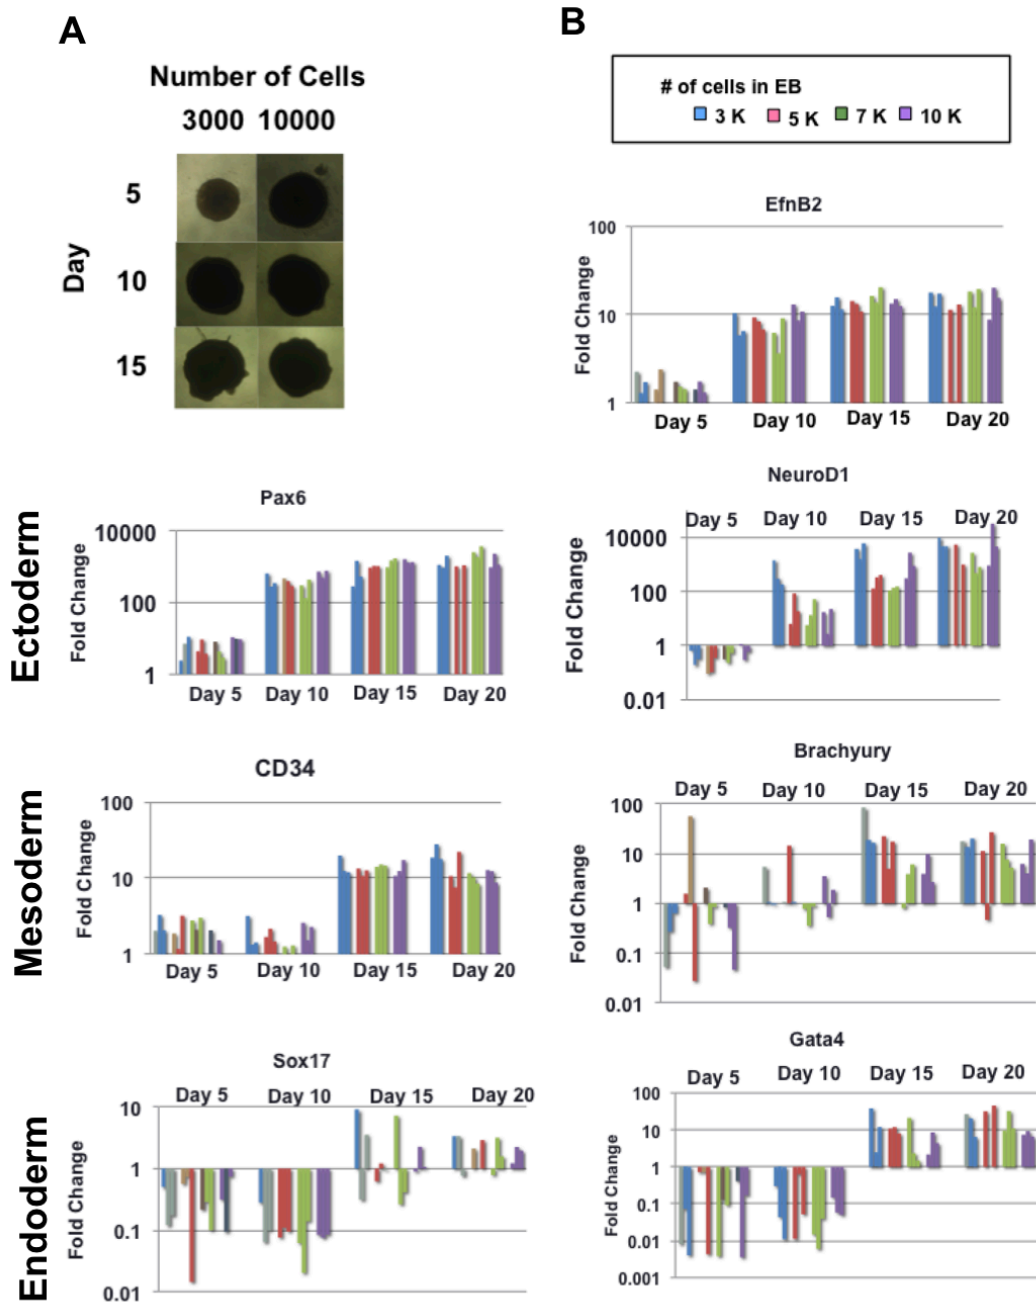 A
Number of Cells
3000 10000
Day
5
10
15
B
# of cells in EB
3 K 5 K 7 K 10 K
EfnB2
Fold Change
100
10
1
Day 5 Day 10 Day 15 Day 20
Ectoderm
Pax6
Fold Change
10000
100
1
Day 5 Day 10 Day 15 Day 20
NeuroD1
Fold Change
Day 5 Day 10 Day 15 Day 20
10000
100
1
0.01
Mesoderm
CD34
Fold Change
100
10
1
Day 5 Day 10 Day 15 Day 20
Brachyury
Fold Change
Day 5 Day 10 Day 15 Day 20
100
10
1
0.1
0.01
Endoderm
Sox17
Fold Change
Day 5 Day 10 Day 15 Day 20
10
1
0.1
0.01
Gata4
Fold Change
Day 5 Day 10 Day 15 Day 20
100
10
1
0.1
0.01
0.001